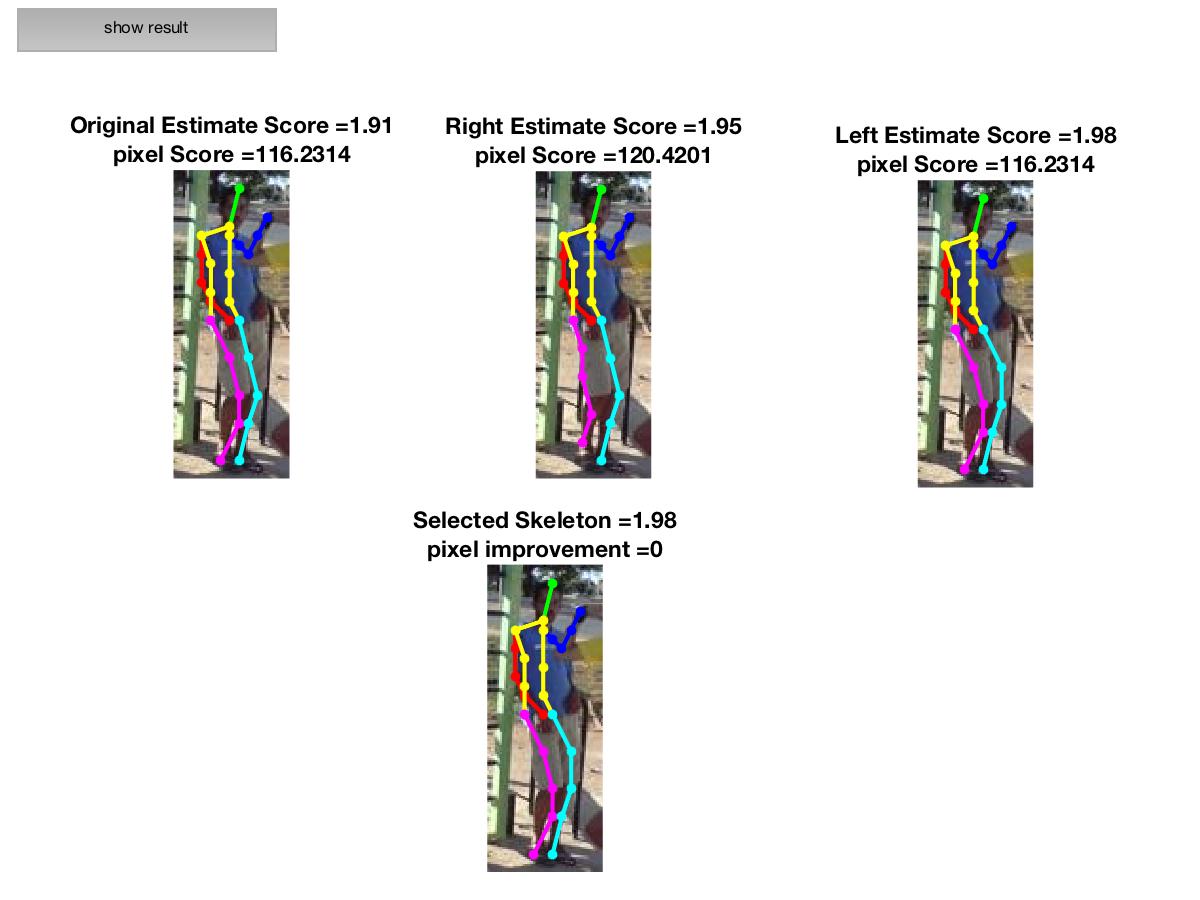 show result
Original Estimate Score =1.91
pixel Score =116.2314
Right Estimate Score =1.95
pixel Score =120.4201
Left Estimate Score =1.98
pixel Score =116.2314
Selected Skeleton =1.98
pixel improvement =0